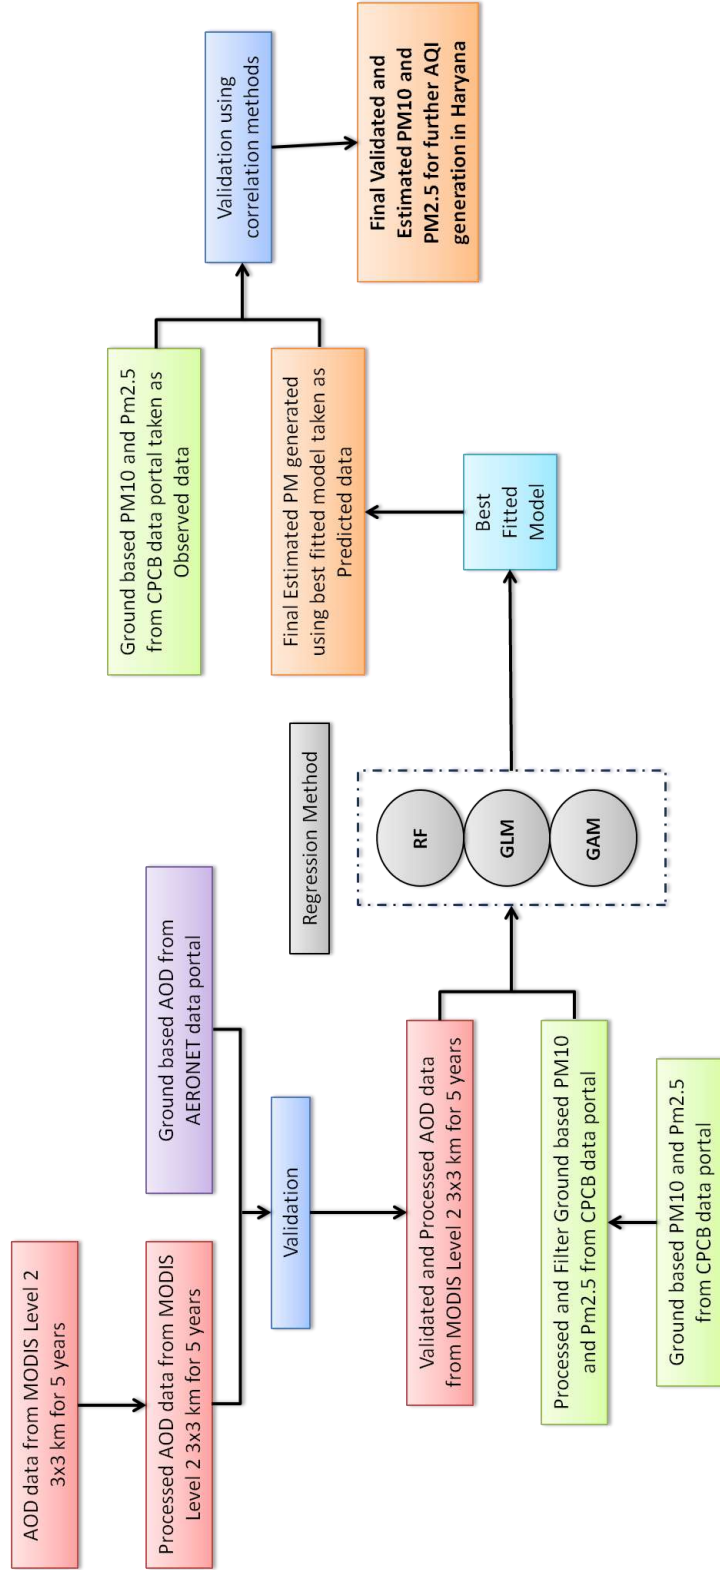 AOD data from MODIS Level 2
3x3 km for 5 years
Processed AOD data from MODIS
Level 2 3x3 km for 5 years
Ground based AOD from
AERONET data portal
Validation
Validated and Processed AOD data
from MODIS Level 2 3x3 km for 5 years
Processed and Filter Ground based PM10
and Pm2.5 from CPCB data portal
Ground based PM10 and Pm2.5
from CPCB data portal
Regression Method
RF
GLM
GAM
Best
Fitted
Model
Ground based PM10 and Pm2.5
from CPCB data portal taken as
Observed data
Final Estimated PM generated
using best fitted model taken as
Predicted data
Validation using
correlation methods
Final Validated and
Estimated PM10 and
PM2.5 for further AQI
generation in Haryana